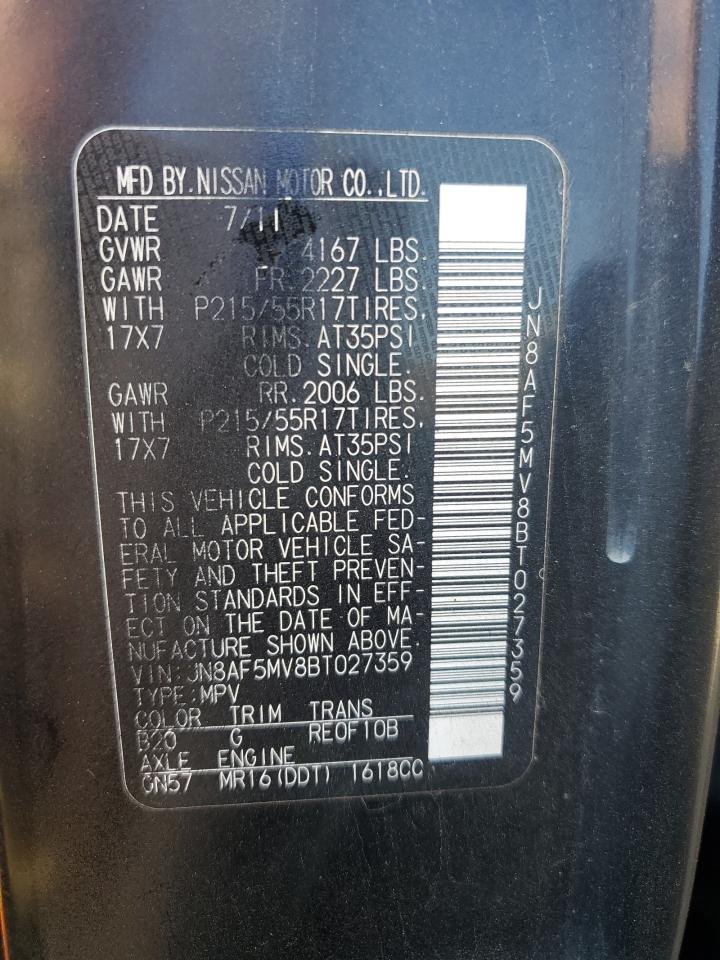 MFD BY.NISSAN MOTOR CO.,LTD.
DATE 7/11
GVWR 4167 LBS.
GAWR FR.2227 LBS.
WITH P215/55R17TIRES,
17X7 RIMS.AT35PSI
COLD SINGLE.
GAWR RR.2006 LBS.
WITH P215/55R17TIRES,
17X7 RIMS.AT35PSI
COLD SINGLE.
THIS VEHICLE CONFORMS
TO ALL APPLICABLE FED-
ERAL MOTOR VEHICLE SA-
FETY AND THEFT PREVEN-
TION STANDARDS IN EFF-
ECT ON THE DATE OF MA-
NUFACTURE SHOWN ABOVE.
VIN:JN8AF5MV8BT027359
TYPE:MPV
COLOR TRIM TRANS
B20 G RE0F10B
AXLE ENGINE
GN57 MR16(DDT) 1618CC
JN8AF5MV8BT027359